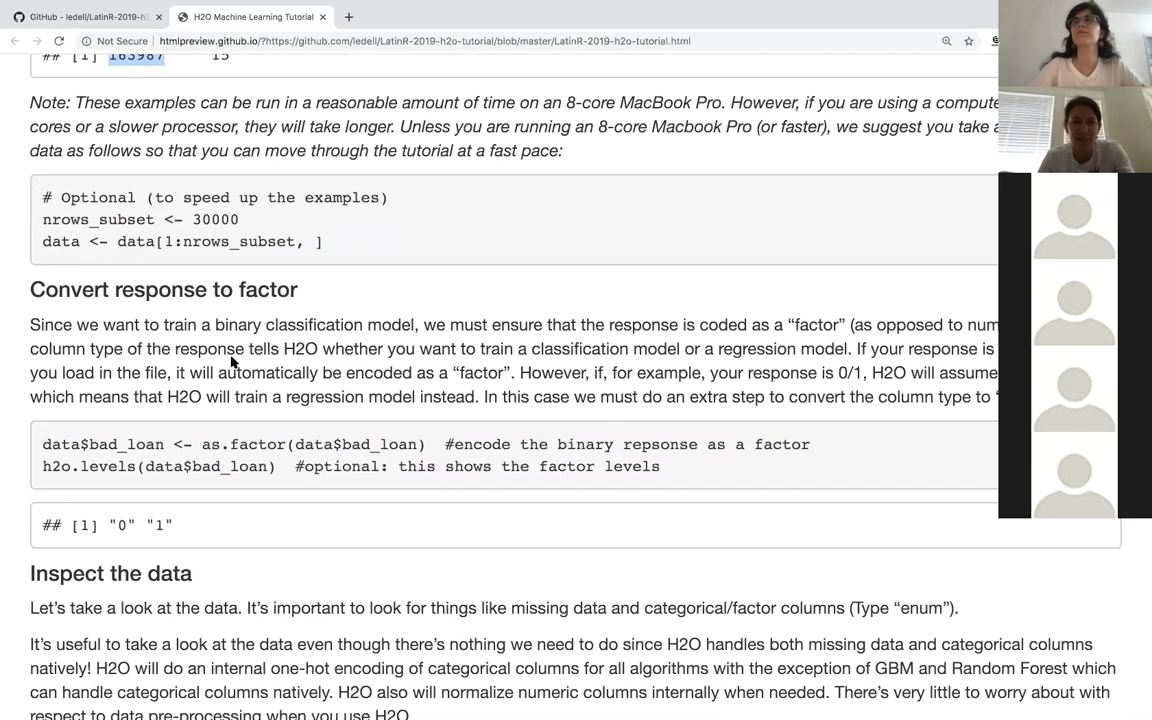 GitHub - ledell/LatinR-2019-h2
H2O Machine Learning Tutorial
Not Secure
htmlpreview.github.io/?https://github.com/ledell/LatinR-2019-h2o-tutorial/blob/master/LatinR-2019-h2o-tutorial.html
## [1] 163987 15
Note: These examples can be run in a reasonable amount of time on an 8-core MacBook Pro. However, if you are using a compute
cores or a slower processor, they will take longer. Unless you are running an 8-core Macbook Pro (or faster), we suggest you take
data as follows so that you can move through the tutorial at a fast pace:
# Optional (to speed up the examples)
nrows_subset <- 30000
data <- data[1:nrows_subset, ]
Convert response to factor
Since we want to train a binary classification model, we must ensure that the response is coded as a “factor” (as opposed to num
column type of the response tells H2O whether you want to train a classification model or a regression model. If your response is
you load in the file, it will automatically be encoded as a “factor”. However, if, for example, your response is 0/1, H2O will assume
which means that H2O will train a regression model instead. In this case we must do an extra step to convert the column type to “
data$bad_loan <- as.factor(data$bad_loan) #encode the binary repsonse as a factor
h2o.levels(data$bad_loan) #optional: this shows the factor levels
## [1] "0" "1"
Inspect the data
Let’s take a look at the data. It’s important to look for things like missing data and categorical/factor columns (Type “enum”).
It’s useful to take a look at the data even though there’s nothing we need to do since H2O handles both missing data and categorical columns
natively! H2O will do an internal one-hot encoding of categorical columns for all algorithms with the exception of GBM and Random Forest which
can handle categorical columns natively. H2O also will normalize numeric columns internally when needed. There’s very little to worry about with
respect to data pre-processing when you use H2O.